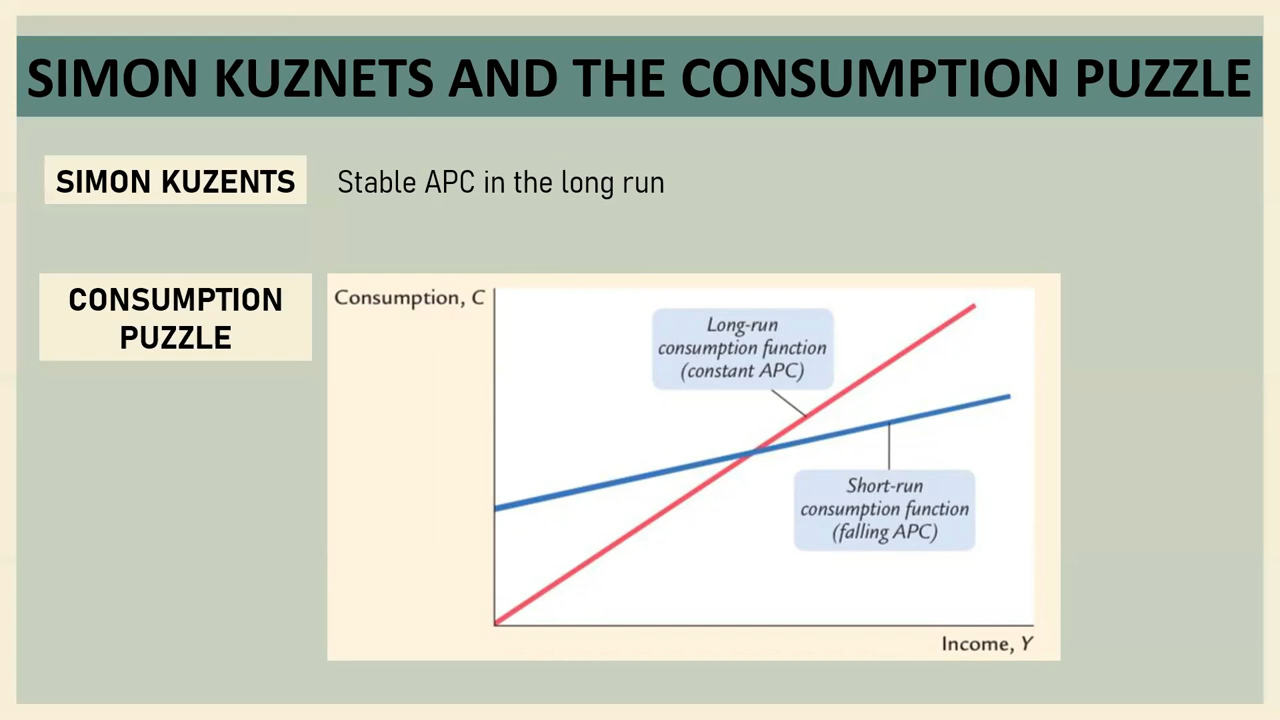 SIMON KUZNETS AND THE CONSUMPTION PUZZLE
SIMON KUZENTS
Stable APC in the long run
CONSUMPTION
PUZZLE
Consumption, C
Long-run
consumption function
(constant APC)
Short-run
consumption function
(falling APC)
Income, Y